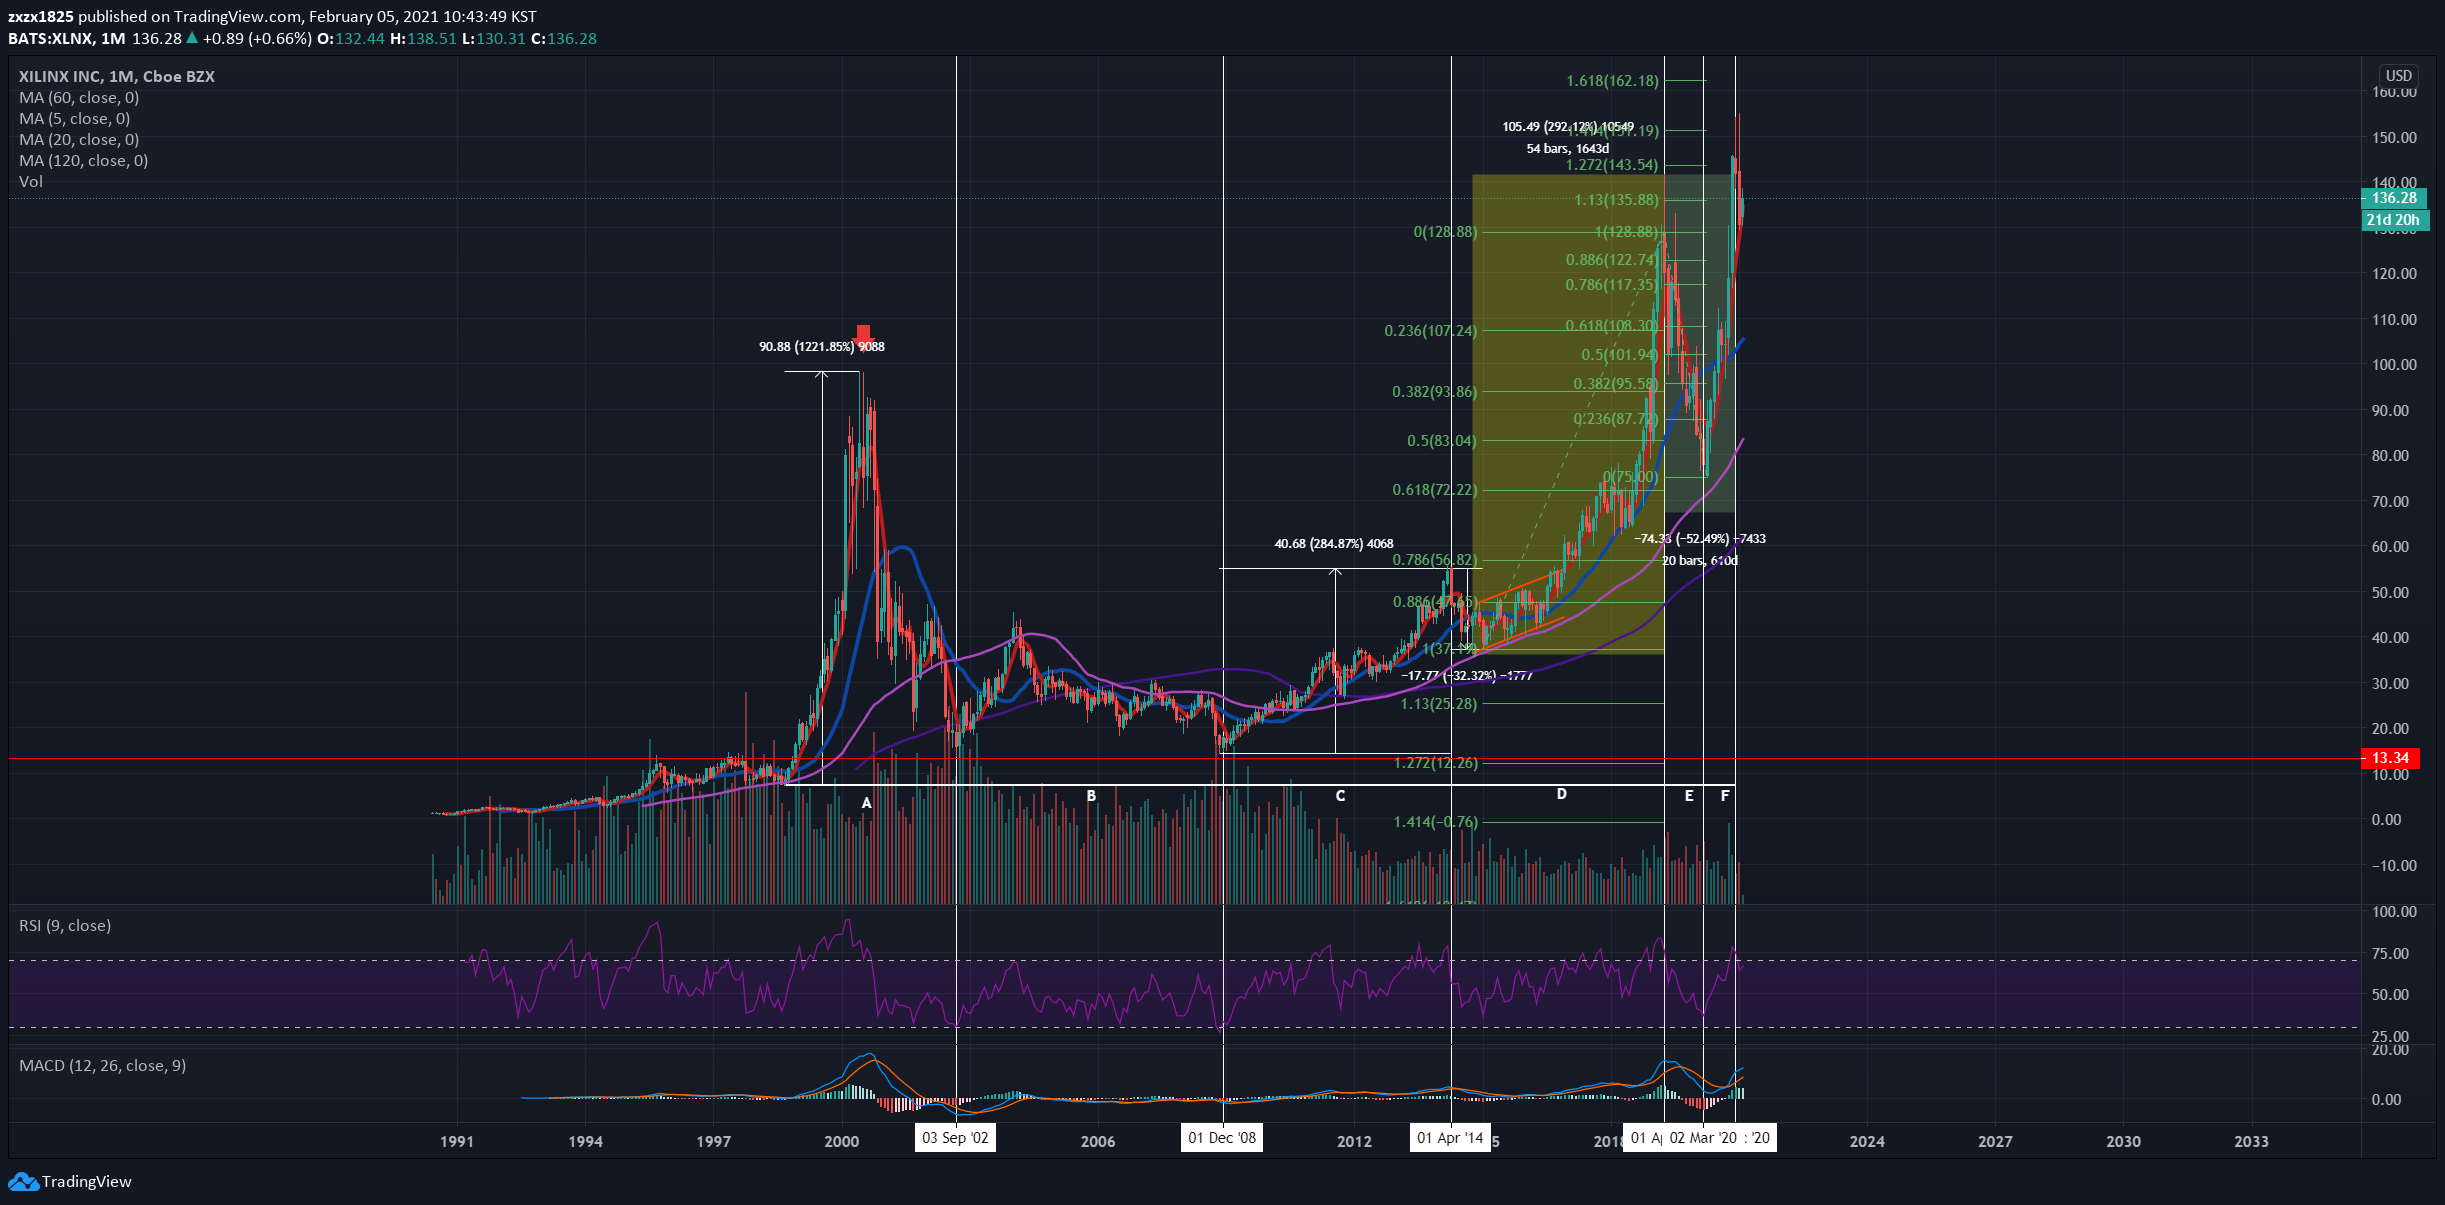 zxzx1825 published on TradingView.com, February 05, 2021 10:43:49 KST
BATS:XLNX, 1M 136.28 ▲ +0.89 (+0.66%) O:132.44 H:138.51 L:130.31 C:136.28
XILINX INC, 1M, Cboe BZX
MA (60, close, 0)
MA (5, close, 0)
MA (20, close, 0)
MA (120, close, 0)
Vol
USD
160.00
150.00
140.00
136.28
21d 20h
130.00
120.00
110.00
100.00
90.00
80.00
70.00
60.00
50.00
40.00
30.00
20.00
13.34
10.00
0.00
−10.00
1.618(162.18)
105.49 (292.12%) 10549
54 bars, 1643d
1.272(143.54)
1.13(135.88)
0(128.88)
1(128.88)
0.886(122.74)
0.786(117.35)
0.236(107.24)
0.618(108.30)
0.5(101.94)
0.382(93.86)
0.382(95.58)
0.236(87.72)
0.5(83.04)
0(75.00)
0.618(72.22)
90.88 (1221.85%) 9088
40.68 (284.87%) 4068
−74.33 (−52.49%) −7433
20 bars, 610d
0.786(56.82)
0.886(47.65)
−17.77 (−32.32%) −1777
1.13(25.28)
1.272(12.26)
1.414(−0.76)
A
B
C
D
E
F
RSI (9, close)
100.00
75.00
50.00
25.00
MACD (12, 26, close, 9)
20.00
0.00
1991
1994
1997
2000
03 Sep '02
2006
01 Dec '08
2012
01 Apr '14
02 Mar '20
: '20
2024
2027
2030
2033
TradingView